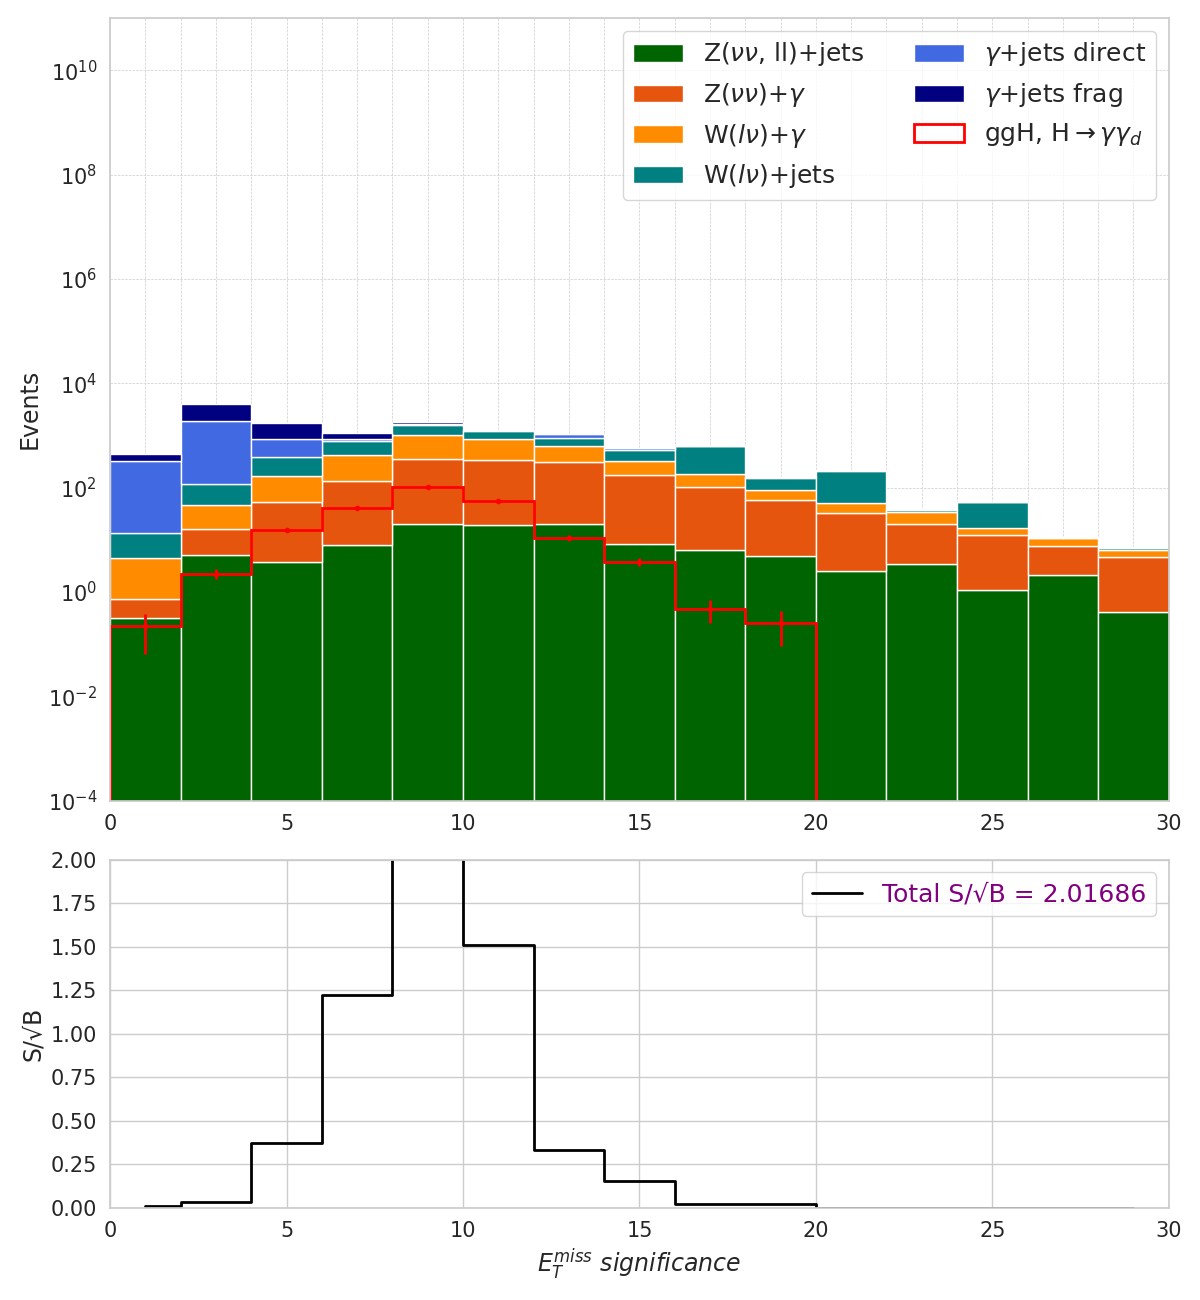 Z(νν, ll)+jets
Z(νν)+γ
W(lν)+γ
W(lν)+jets
γ+jets direct
γ+jets frag
ggH, H→γγ_d
Events
10^10
10^8
10^6
10^4
10^2
10^0
10^−2
10^−4
0 5 10 15 20 25 30
Total S/√B = 2.01686
S/√B
2.00
1.75
1.50
1.25
1.00
0.75
0.50
0.25
0.00
0 5 10 15 20 25 30
E_T^miss significance